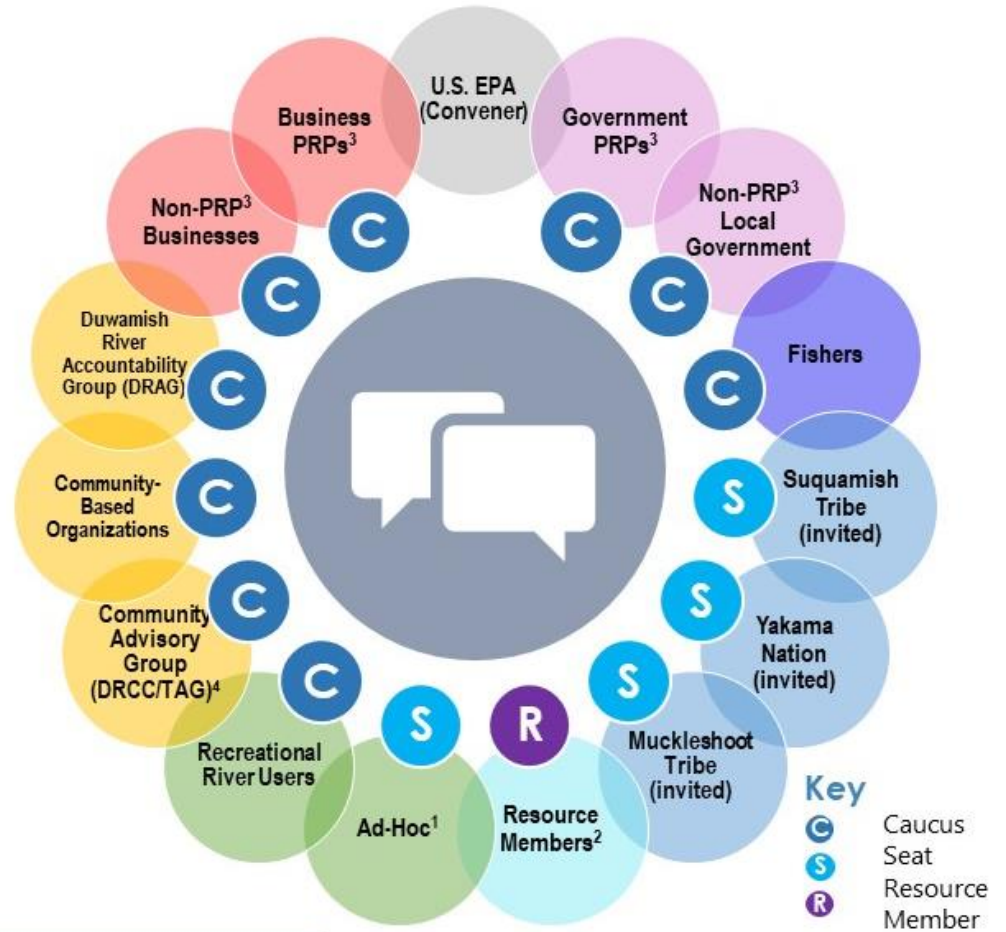 U.S. EPA
(Convener)
Government
PRPs³
C
Non-PRP³
Local
Government
C
Fishers
C
Suquamish
Tribe
(invited)
S
Yakama
Nation
(invited)
S
Muckleshoot
Tribe
(invited)
S
Resource
Members²
R
Ad-Hoc¹
S
Recreational
River Users
C
Community
Advisory
Group
(DRCC/TAG)⁴
C
Community-
Based
Organizations
C
Duwamish
River
Accountability
Group (DRAG)
C
Non-PRP³
Businesses
C
Business
PRPs³
C
Key
C Caucus
S Seat
R Resource
Member